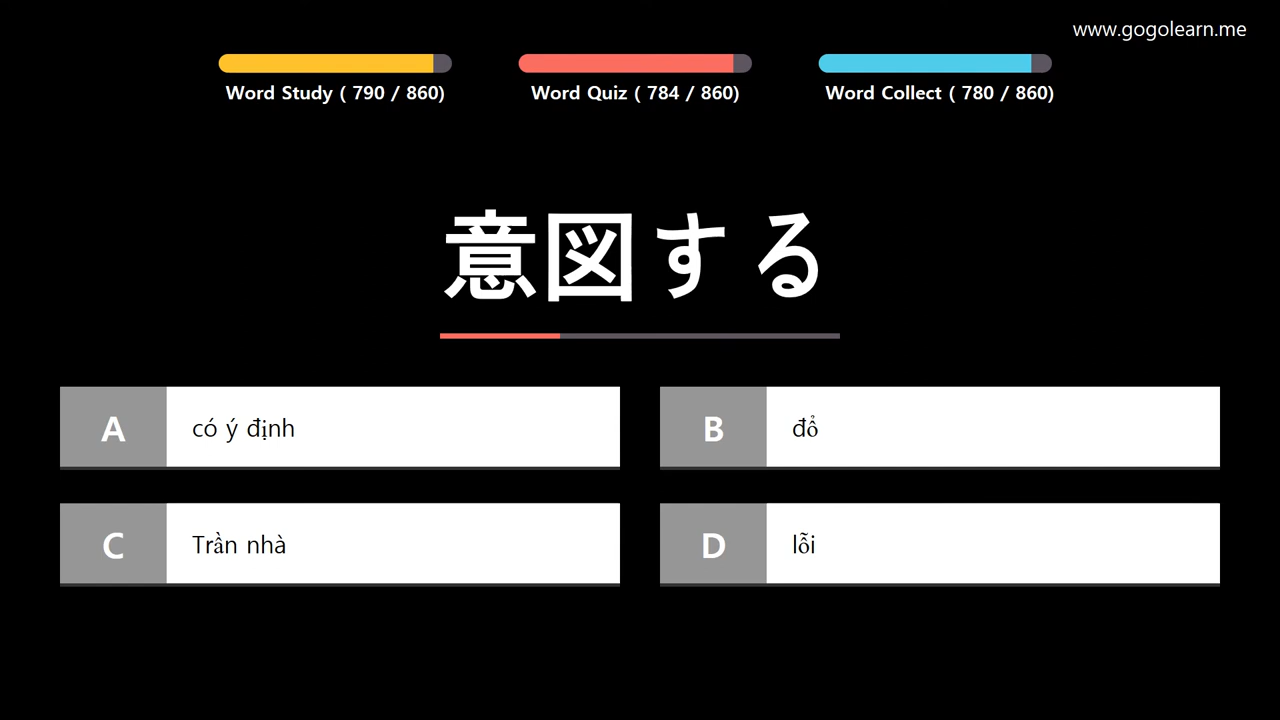 www.gogolearn.me
Word Study ( 790 / 860)
Word Quiz ( 784 / 860)
Word Collect ( 780 / 860)
意図する
A có ý định
B đổ
C Trần nhà
D lỗi